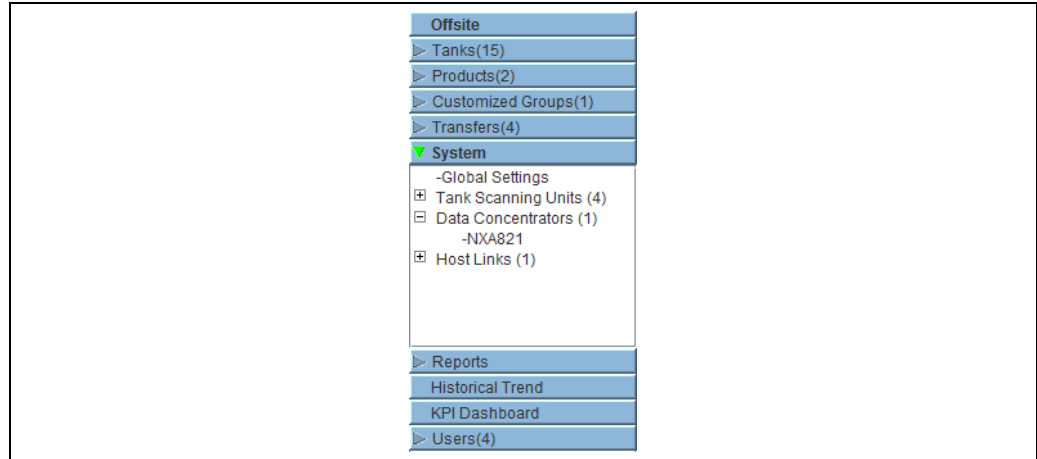 Offsite
Tanks(15)
Products(2)
Customized Groups(1)
Transfers(4)
System
-Global Settings
Tank Scanning Units (4)
Data Concentrators (1)
-NXA821
Host Links (1)
Reports
Historical Trend
KPI Dashboard
Users(4)